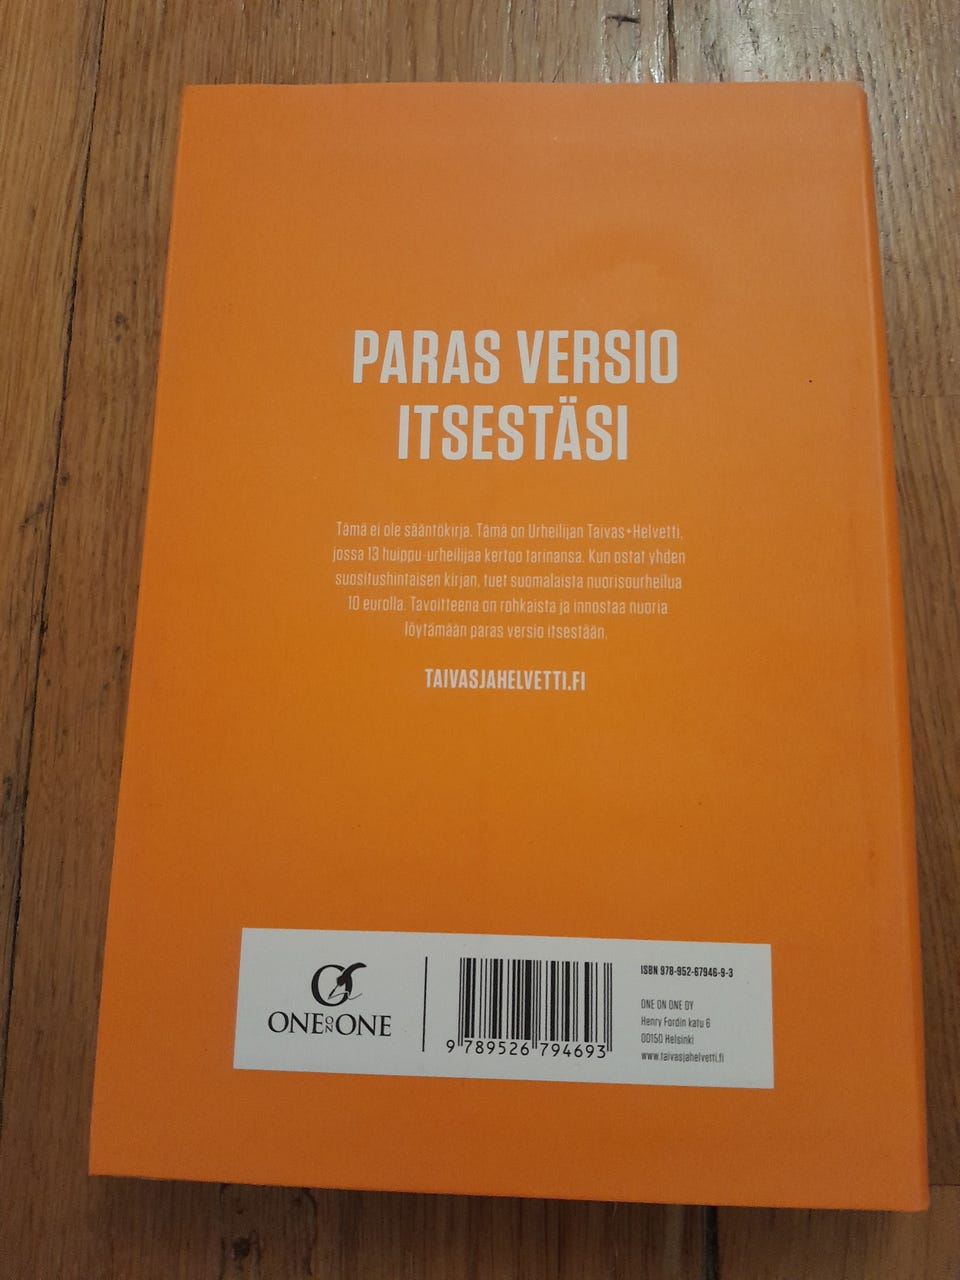 PARAS VERSIO
ITSESTÄSI
Tämä ei ole sääntökirja. Tämä on Urheilijan Taivas+Helvetti,
jossa 13 huippu-urheilijaa kertoo tarinansa. Kun ostat yhden
suositushintaisen kirjan, tuet suomalaista nuorisourheilua
10 eurolla. Tavoitteena on rohkaista ja innostaa nuoria
löytämään paras versio itsestään.
TAIVASJAHELVETTI.FI
ONE ON ONE
9 789526 794693
ISBN 978-952-67946-9-3
ONE ON ONE OY
Henry Fordin katu 6
00150 Helsinki
www.taivasjahelvetti.fi